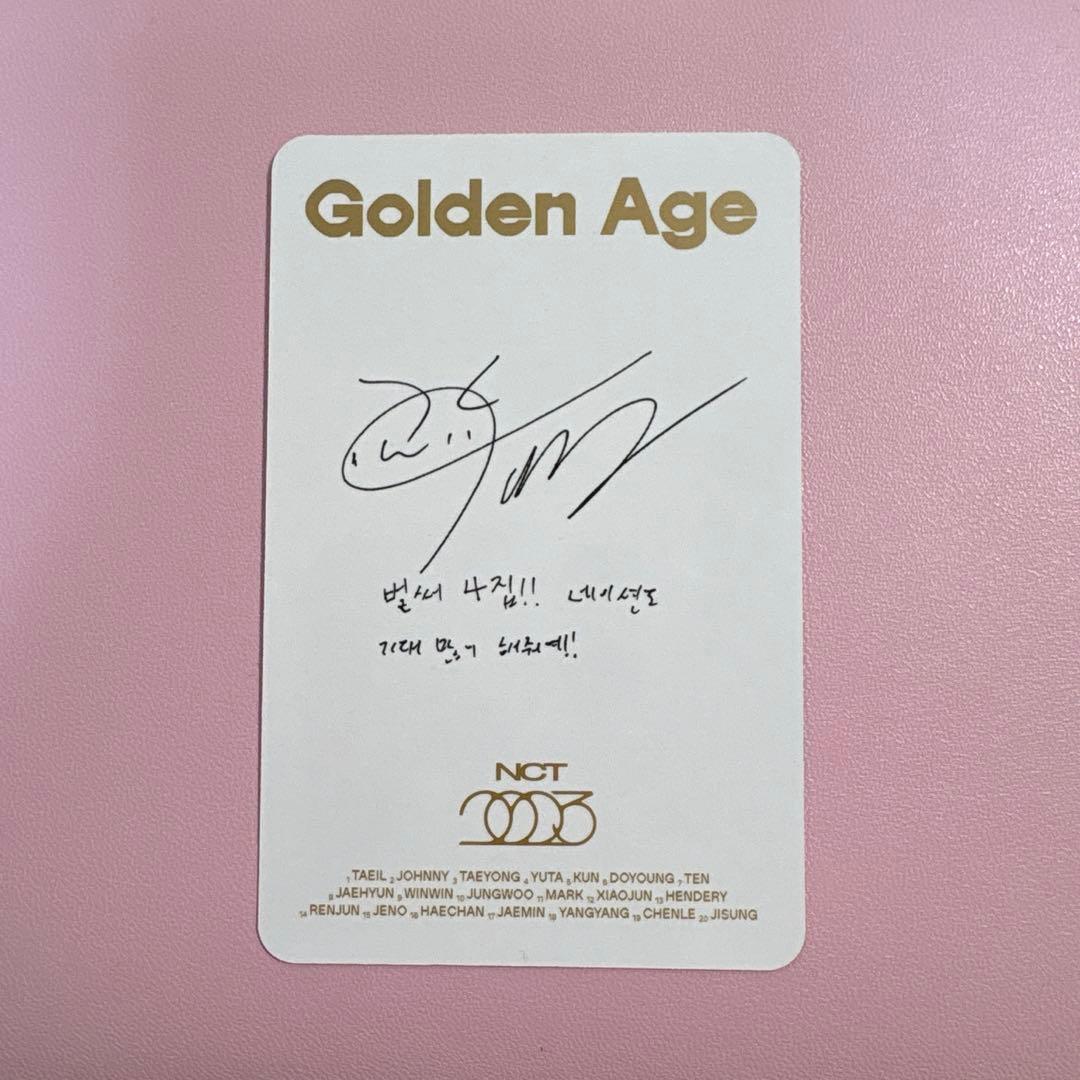 Golden Age
벌써 4집!! 네이션도
기대 많이 해줘예!!
NCT
2023
1 TAEIL 2 JOHNNY 3 TAEYONG 4 YUTA 5 KUN 6 DOYOUNG 7 TEN
8 JAEHYUN 9 WINWIN 10 JUNGWOO 11 MARK 12 XIAOJUN 13 HENDERY
14 RENJUN 15 JENO 16 HAECHAN 17 JAEMIN 18 YANGYANG 19 CHENLE 20 JISUNG